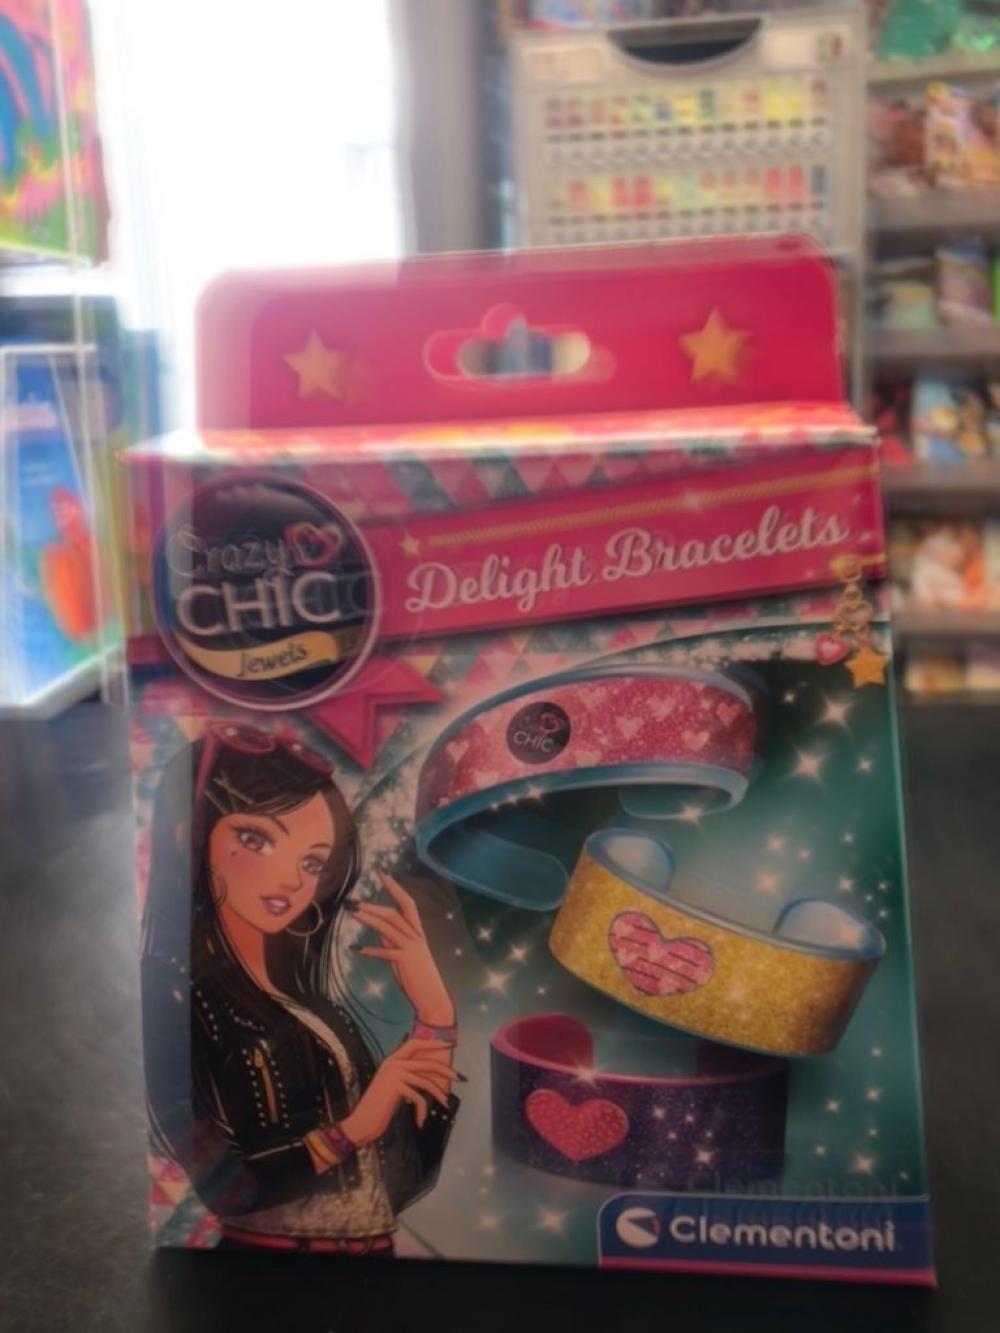 Crazy
CHIC
Jewels
Delight Bracelets
CHIC
Clementoni